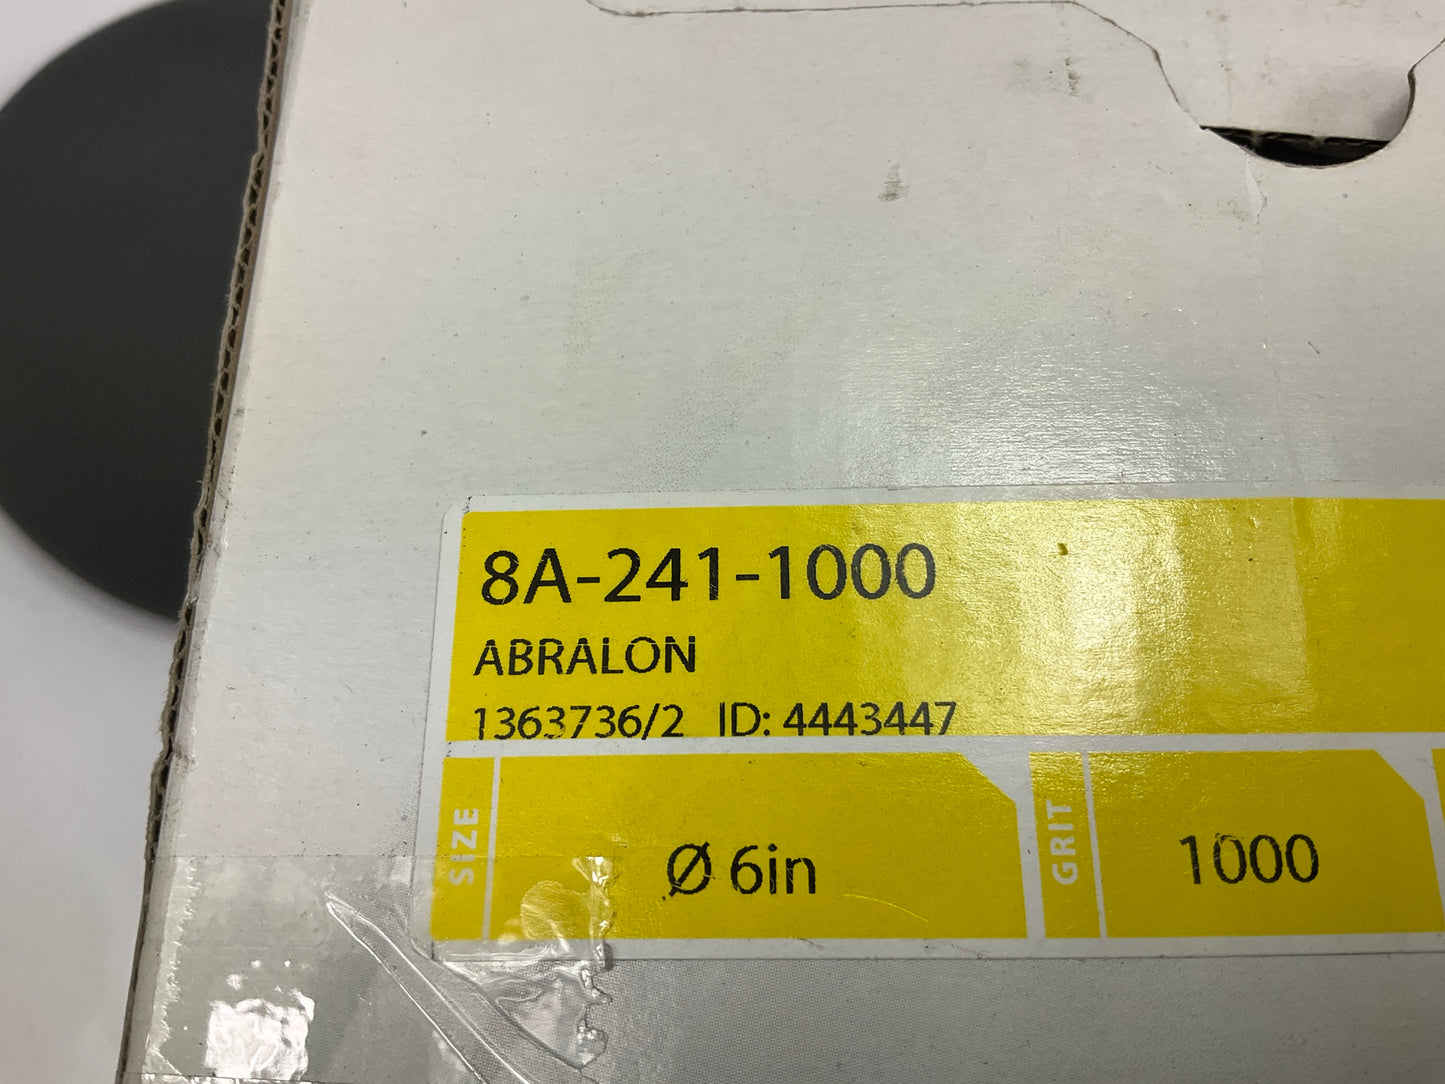 8A-241-1000
ABRALON
1363736/2 ID: 4443447
SIZE
Ø 6in
GRIT
1000